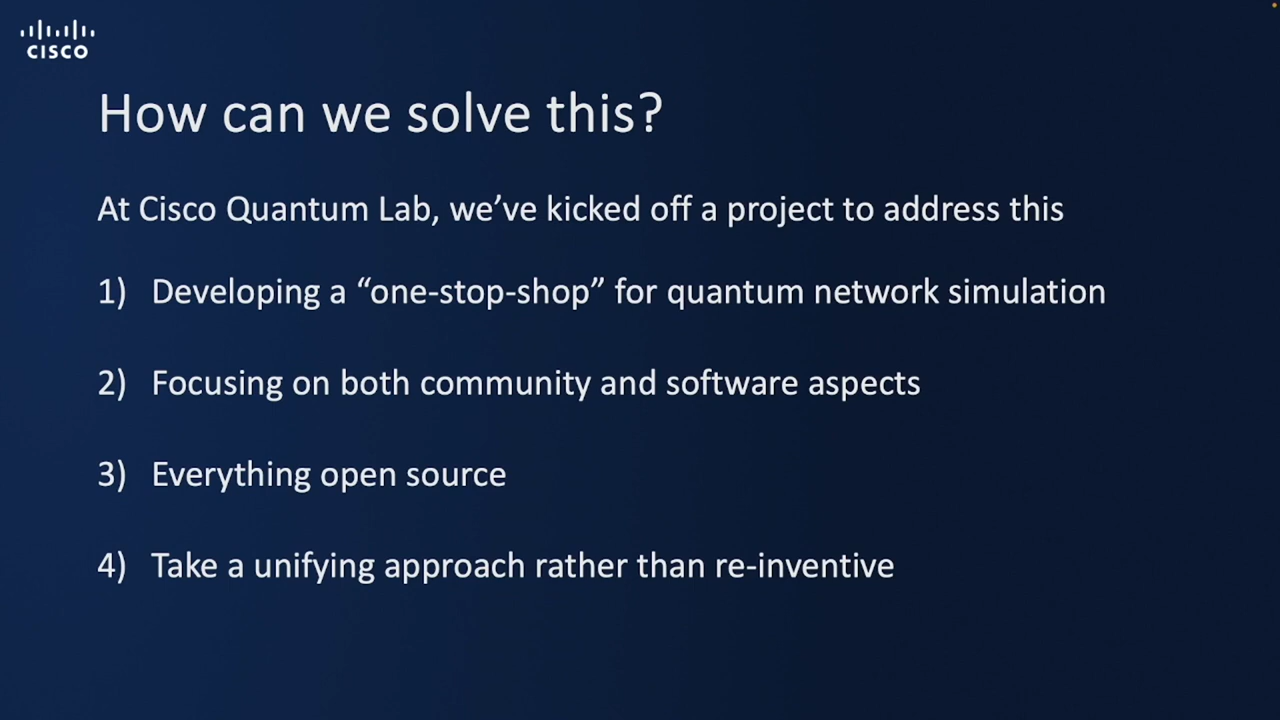 CISCO
How can we solve this?
At Cisco Quantum Lab, we’ve kicked off a project to address this
1) Developing a “one-stop-shop” for quantum network simulation
2) Focusing on both community and software aspects
3) Everything open source
4) Take a unifying approach rather than re-inventive